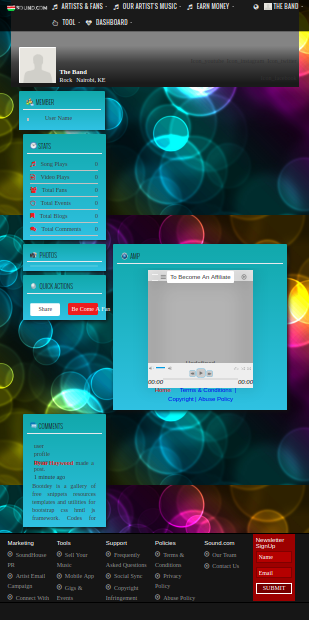 SOUND.COM ARTISTS & FANS OUR ARTIST'S MUSIC EARN MONEY THE BAND
TOOL DASHBOARD
The Band
Rock Nairobi, KE
MEMBER
User Name
STATS
Song Plays 0
Video Plays 0
Total Fans 0
Total Events 0
Total Blogs 0
Total Comments 0
PHOTOS
QUICK ACTIONS
Share Be Come A Fan
AMP
To Become An Affiliate
Undefined
00:00 00:00
Home Terms & Conditions |
Copyright | Abuse Policy
COMMENTS
user
profile
made a
post.
1 minute ago
Bootsity is a gallery of
free snippets resources
templates and utilities for
bootstrap css html js
framework. Codes for
Marketing
SoundHouse
PR
Artist Email
Campaign
Connect With
Tools
Sell Your
Music
Mobile App
Gigs &
Events
Support
Frequently
Asked Questions
Social Sync
Copyright
Infringement
Policies
Terms &
Conditions
Privacy
Policy
Abuse Policy
Sound.com
Our Team
Contact Us
Newsletter
SignUp
Name
Email
SUBMIT